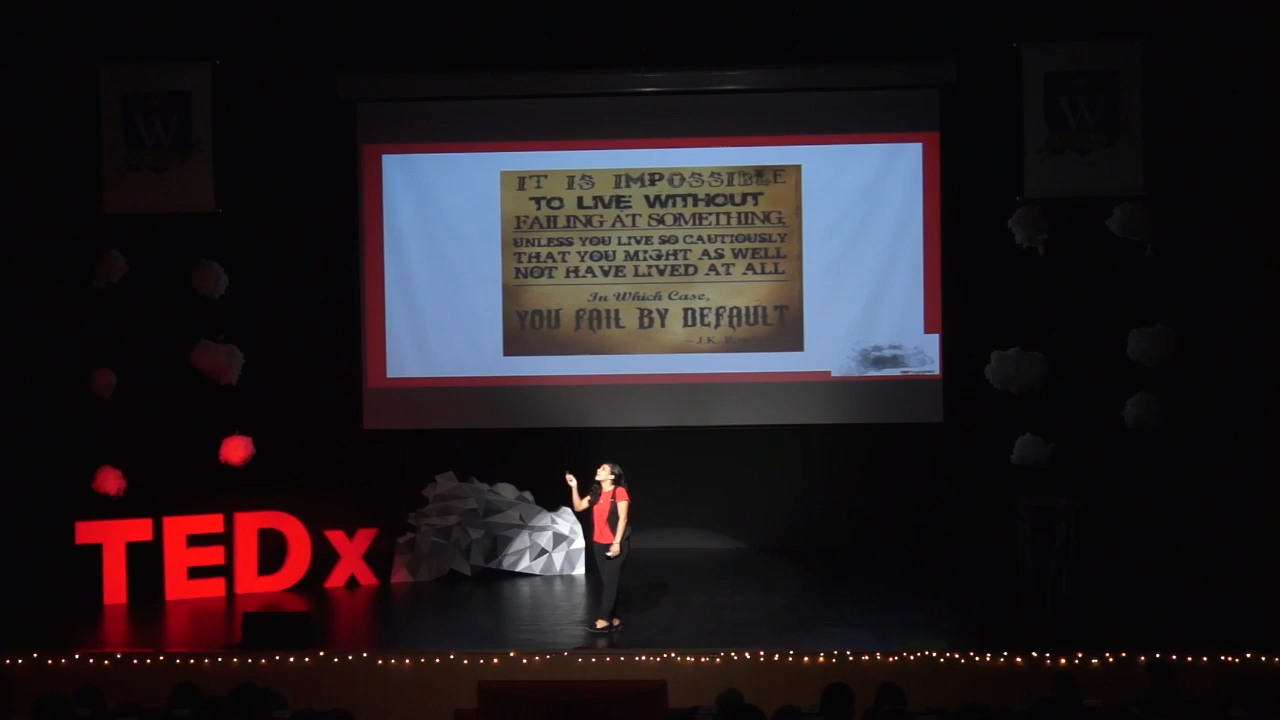 W
W
IT IS IMPOSSIBLE
TO LIVE WITHOUT
FAILING AT SOMETHING,
UNLESS YOU LIVE SO CAUTIOUSLY
THAT YOU MIGHT AS WELL
NOT HAVE LIVED AT ALL
In Which Case,
YOU FAIL BY DEFAULT
– J.K.
TEDx